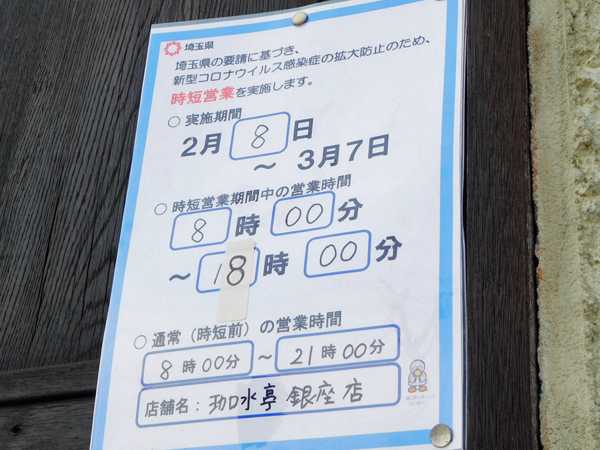 埼玉県
埼玉県の要請に基づき、
新型コロナウイルス感染症の拡大防止のため、
時短営業を実施します。
○ 実施期間
2月 8 日
～ 3月7日
○ 時短営業期間中の営業時間
8 時 00 分
～ 18 時 00 分
○ 通常（時短前）の営業時間
8 時 00分 ～ 21 時 00分
店舗名： 水亭 銀座店